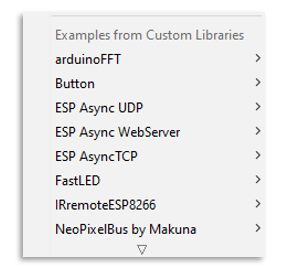 Examples from Custom Libraries
arduinoFFT
Button
ESP Async UDP
ESP Async WebServer
ESP AsyncTCP
FastLED
IRremoteESP8266
NeoPixelBus by Makuna